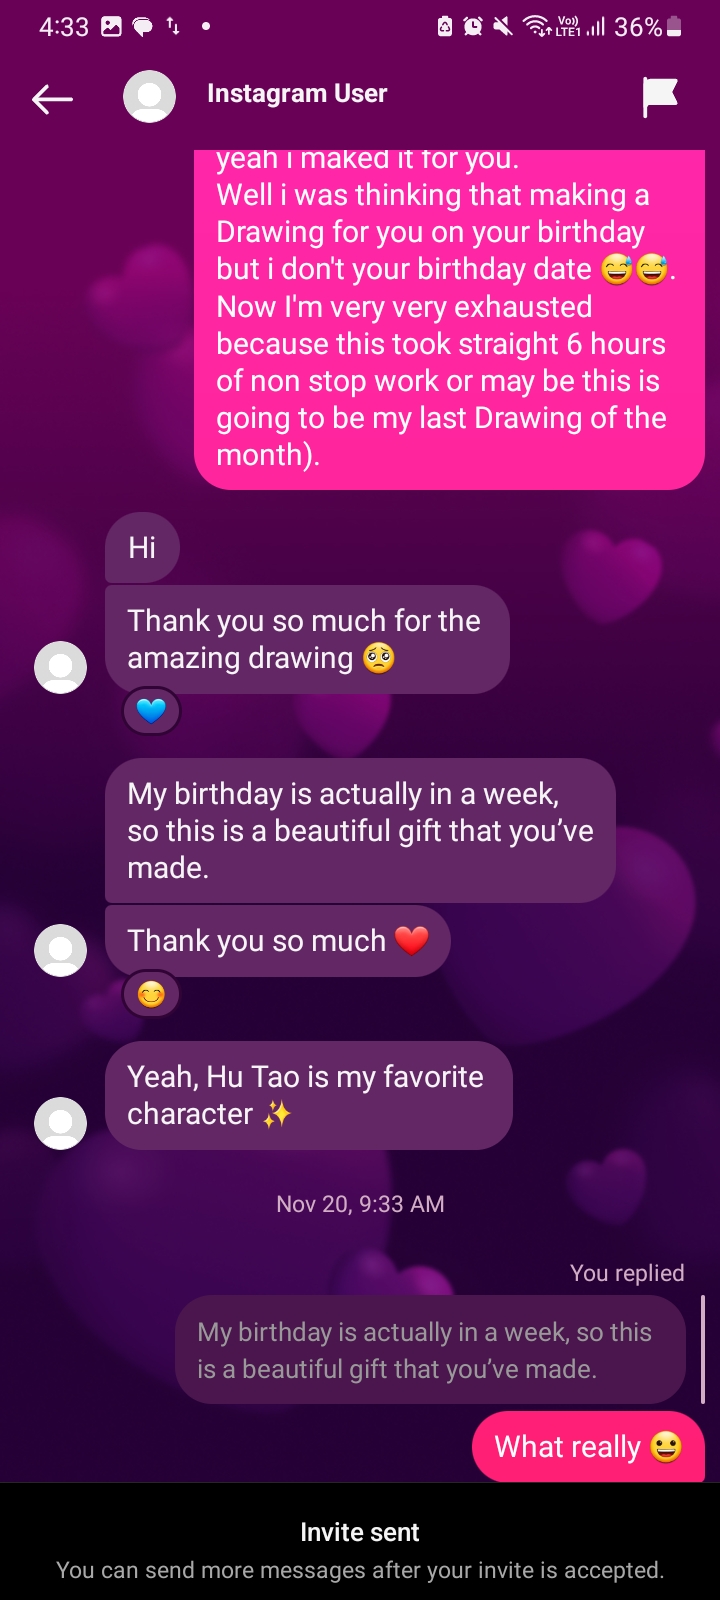 4:33
Vo)) LTE1 36%
Instagram User
yeah i maked it for you.
Well i was thinking that making a
Drawing for you on your birthday
but i don't your birthday date 😅😅.
Now I'm very very exhausted
because this took straight 6 hours
of non stop work or may be this is
going to be my last Drawing of the
month).
Hi
Thank you so much for the
amazing drawing 🥺
💙
My birthday is actually in a week,
so this is a beautiful gift that you’ve
made.
Thank you so much ❤️
😊
Yeah, Hu Tao is my favorite
character ✨
Nov 20, 9:33 AM
You replied
My birthday is actually in a week, so this
is a beautiful gift that you’ve made.
What really 😀
Invite sent
You can send more messages after your invite is accepted.